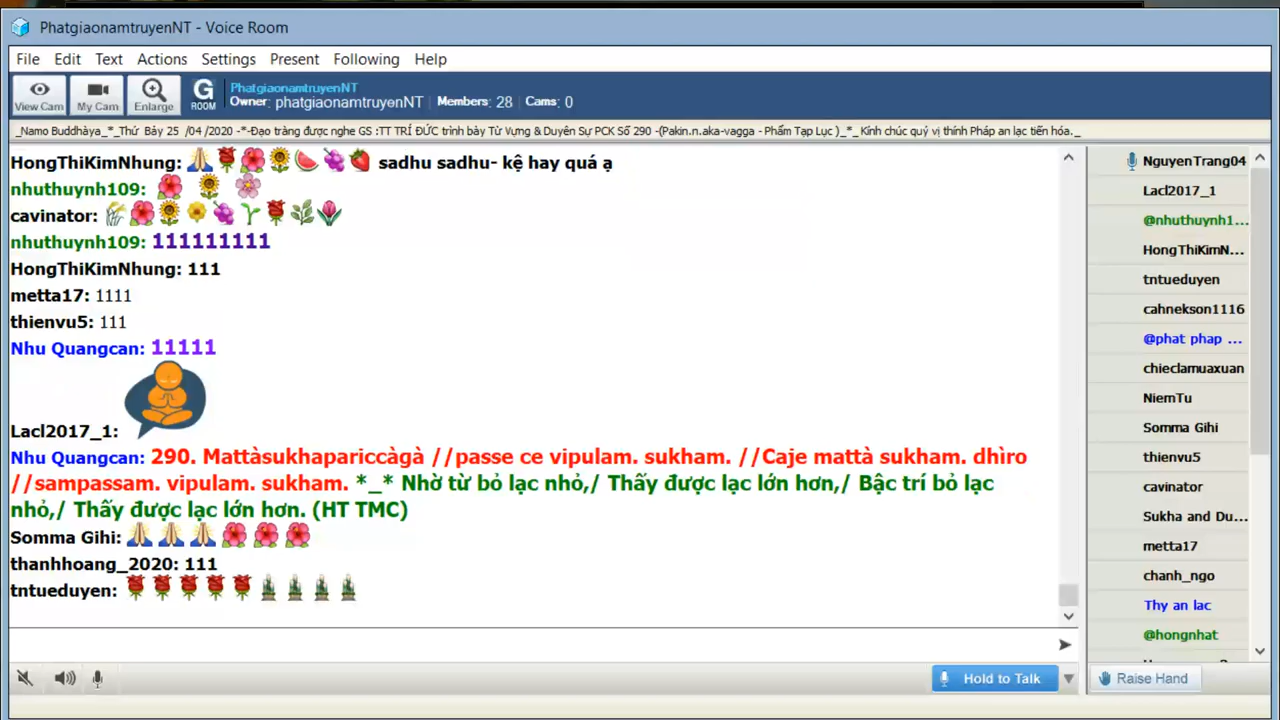 PhatgiaonamtruyenNT - Voice Room
File Edit Text Actions Settings Present Following Help
View Cam My Cam Enlarge G ROOM
PhatgiaonamtruyenNT
Owner: phatgiaonamtruyenNT Members: 28 Cams: 0
_Namo Buddhàya_*_Thứ Bảy 25 /04 /2020 -*-Đạo tràng được nghe GS :TT TRÍ ĐỨC trình bày Từ Vựng & Duyên Sự PCK Số 290 -(Pakin.n.aka-vagga - Phẩm Tạp Lục )_*_ Kính chúc quý vị thính Pháp an lạc tiến hóa._
HongThiKimNhung: sadhu sadhu- kệ hay quá ạ
nhuthuynh109:
cavinator:
nhuthuynh109: 111111111
HongThiKimNhung: 111
metta17: 1111
thienvu5: 111
Nhu Quangcan: 11111
Lacl2017_1:
Nhu Quangcan: 290. Mattàsukhapariccàgà //passe ce vipulam. sukham. //Caje mattà sukham. dhìro
//sampassam. vipulam. sukham. *_* Nhờ từ bỏ lạc nhỏ,/ Thấy được lạc lớn hơn,/ Bậc trí bỏ lạc
nhỏ,/ Thấy được lạc lớn hơn. (HT TMC)
Somma Gihi:
thanhhoang_2020: 111
tntueduyen:
NguyenTrang04
Lacl2017_1
@nhuthuynh1...
HongThiKimN...
tntueduyen
cahnekson1116
@phat phap ...
chieclamuaxuan
NiemTu
Somma Gihi
thienvu5
cavinator
Sukha and Du...
metta17
chanh_ngo
Thy an lac
@hongnhat
Hold to Talk
Raise Hand